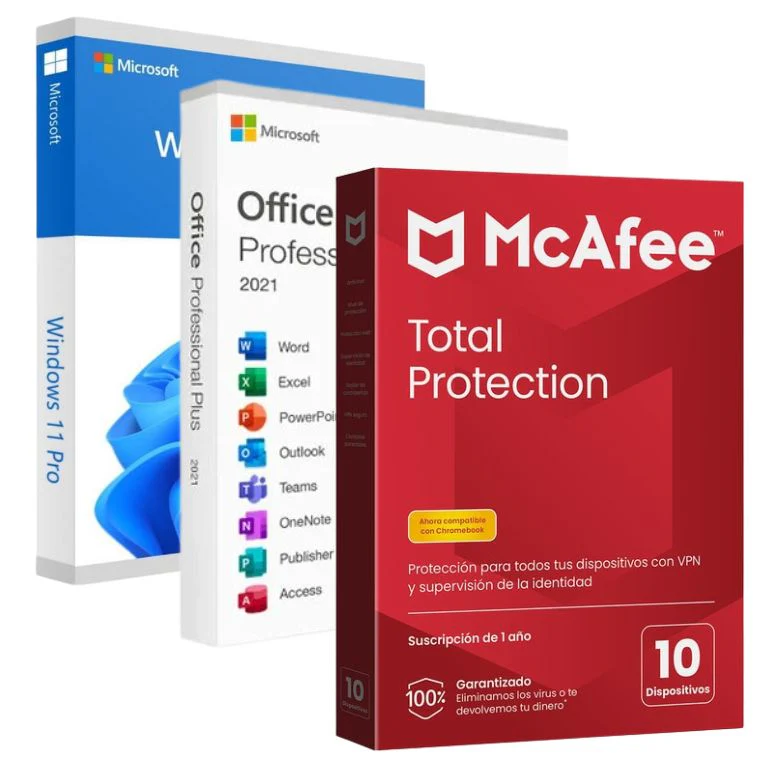 Microsoft
Microsoft
W
Windows 11 Pro
Microsoft
Office
Profess
2021
Word
Excel
PowerPoi
Outlook
Teams
OneNote
Publisher
Access
Office Professional Plus 2021
McAfee™
Total
Protection
Ahora compatible
con Chromebook
Protección para todos tus dispositivos con VPN
y supervisión de la identidad
Suscripción de 1 año
100%
Garantizado
Eliminamos los virus o te
devolvemos tu dinero*
10
Dispositivos
10
Dispositivos